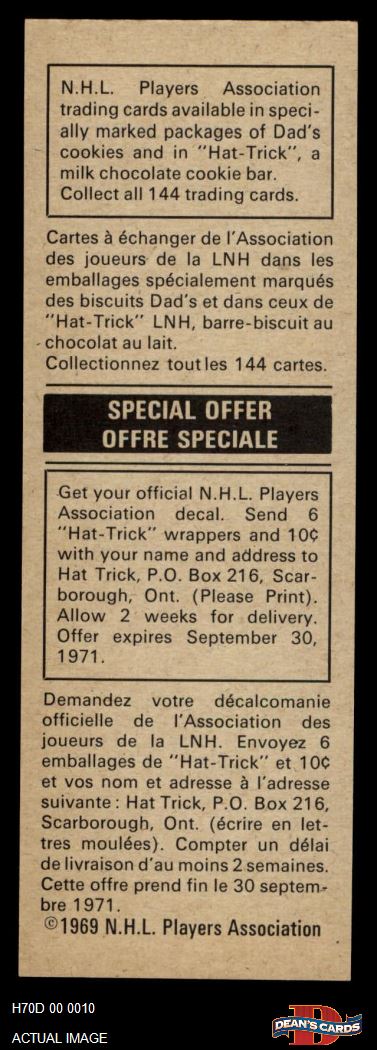 N.H.L. Players Association
trading cards available in speci-
ally marked packages of Dad's
cookies and in "Hat-Trick", a
milk chocolate cookie bar.
Collect all 144 trading cards.
Cartes à échanger de l'Association
des joueurs de la LNH dans les
emballages spécialement marqués
des biscuits Dad's et dans ceux de
"Hat-Trick" LNH, barre-biscuit au
chocolat au lait.
Collectionnez tout les 144 cartes.
SPECIAL OFFER
OFFRE SPECIALE
Get your official N.H.L. Players
Association decal. Send 6
"Hat-Trick" wrappers and 10¢
with your name and address to
Hat Trick, P.O. Box 216, Scar-
borough, Ont. (Please Print).
Allow 2 weeks for delivery.
Offer expires September 30,
1971.
Demandez votre décalcomanie
officielle de l'Association des
joueurs de la LNH. Envoyez 6
emballages de "Hat-Trick" et 10¢
et vos nom et adresse à l'adresse
suivante : Hat Trick, P.O. Box 216,
Scarborough, Ont. (écrire en let-
tres moulées). Compter un délai
de livraison d'au moins 2 semaines.
Cette offre prend fin le 30 septem-
bre 1971.
©1969 N.H.L. Players Association
H70D 00 0010
ACTUAL IMAGE
D
DEAN'S CARDS